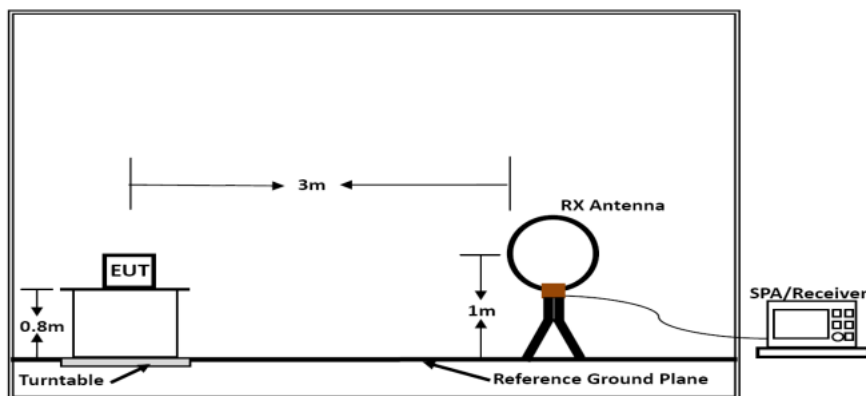 3m
RX Antenna
EUT
SPA/Receiver
0.8m
1m
Turntable
Reference Ground Plane